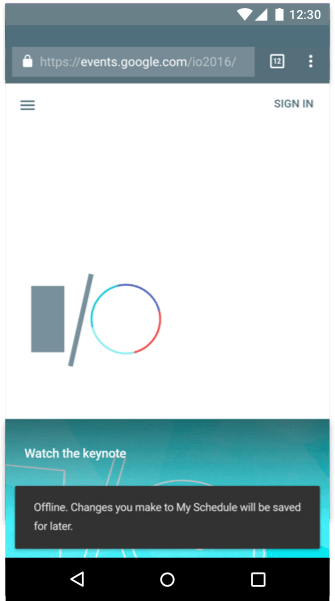 12:30
https://events.google.com/io2016/
12
SIGN IN
I/O
Watch the keynote
Offline. Changes you make to My Schedule will be saved
for later.